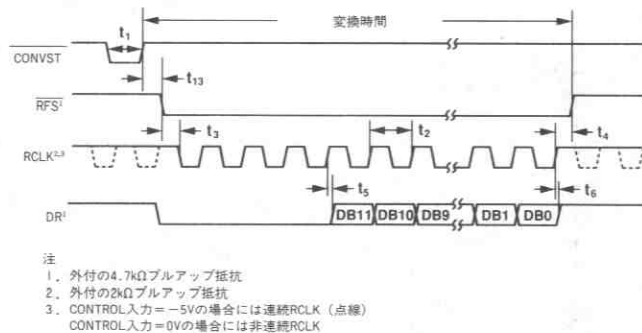 変換時間
t1
CONVST
t13
RFS1
t3
t2
t4
RCLK2,3
t5
t6
DR2
DB11 DB10 DB9 DB1 DB0
注
1. 外付の4.7kΩプルアップ抵抗
2. 外付の2kΩプルアップ抵抗
3. CONTROL入力=-5Vの場合には連続RCLK(点線)
CONTROL入力=0Vの場合には非連続RCLK